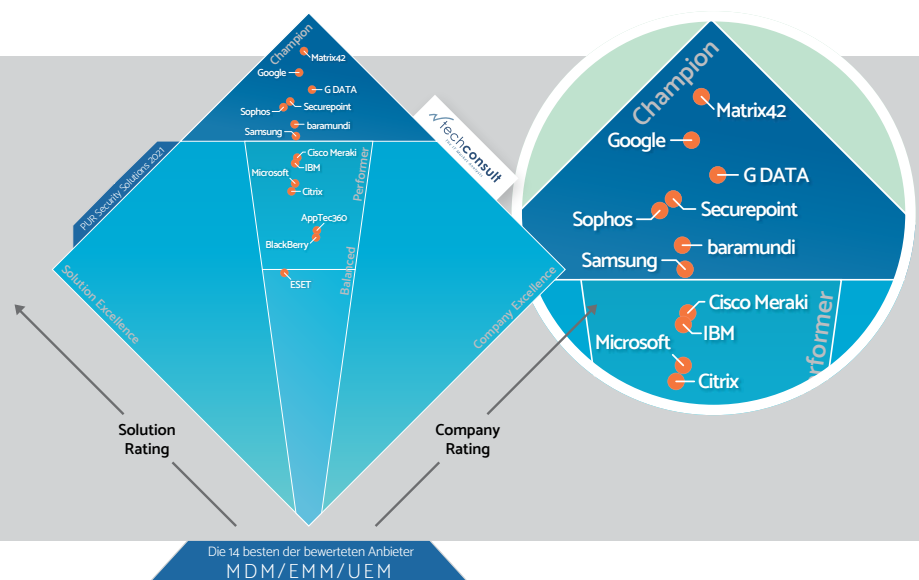 Champion
Matrix42
Google
G DATA
Securepoint
Sophos
baramundi
Samsung
Cisco Meraki
IBM
Microsoft
Citrix
Performer
AppTec360
BlackBerry
Balanced
ESET
PUR Security Solutions 2021
techconsult
Solution Excellence
Company Excellence
Solution
Rating
Company
Rating
Champion
Matrix42
Google
G DATA
Securepoint
Sophos
baramundi
Samsung
Cisco Meraki
IBM
Microsoft
Citrix
rformer
Die 14 besten der bewerteten Anbieter
MDM/EMM/UEM